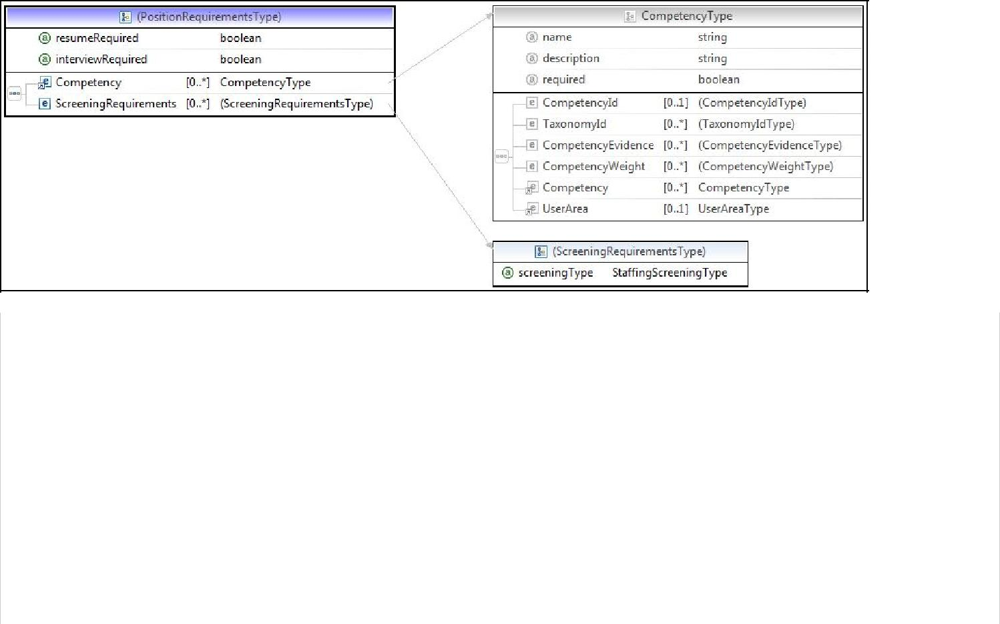 (PositionRequirementsType)
resumeRequired boolean
interviewRequired boolean
Competency [0..*] CompetencyType
ScreeningRequirements [0..*] (ScreeningRequirementsType)
CompetencyType
name string
description string
required boolean
CompetencyId [0..1] (CompetencyIdType)
TaxonomyId [0..*] (TaxonomyIdType)
CompetencyEvidence [0..*] (CompetencyEvidenceType)
CompetencyWeight [0..*] (CompetencyWeightType)
Competency [0..*] CompetencyType
UserArea [0..1] UserAreaType
(ScreeningRequirementsType)
screeningType StaffingScreeningType